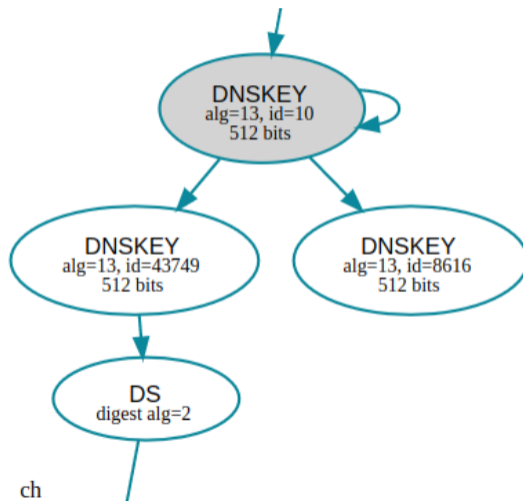 DNSKEY
alg=13, id=10
512 bits
DNSKEY
alg=13, id=43749
512 bits
DNSKEY
alg=13, id=8616
512 bits
DS
digest alg=2
ch